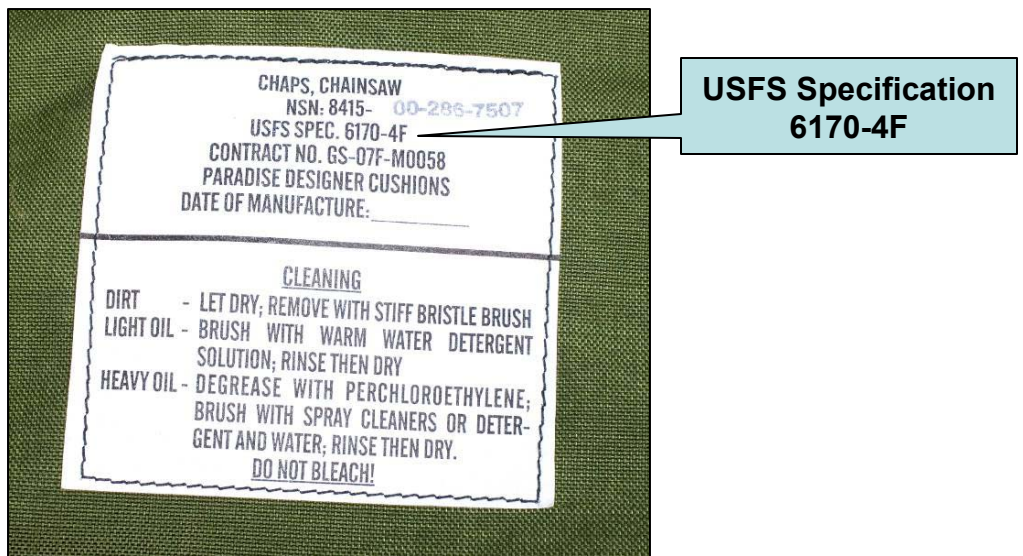 CHAPS, CHAINSAW
NSN: 8415- 00-286-7507
USFS SPEC. 6170-4F
CONTRACT NO. GS-07F-M0058
PARADISE DESIGNER CUSHIONS
DATE OF MANUFACTURE:
CLEANING
DIRT - LET DRY; REMOVE WITH STIFF BRISTLE BRUSH
LIGHT OIL - BRUSH WITH WARM WATER DETERGENT
SOLUTION; RINSE THEN DRY
HEAVY OIL - DEGREASE WITH PERCHLOROETHYLENE;
BRUSH WITH SPRAY CLEANERS OR DETER-
GENT AND WATER; RINSE THEN DRY.
DO NOT BLEACH!
USFS Specification
6170-4F